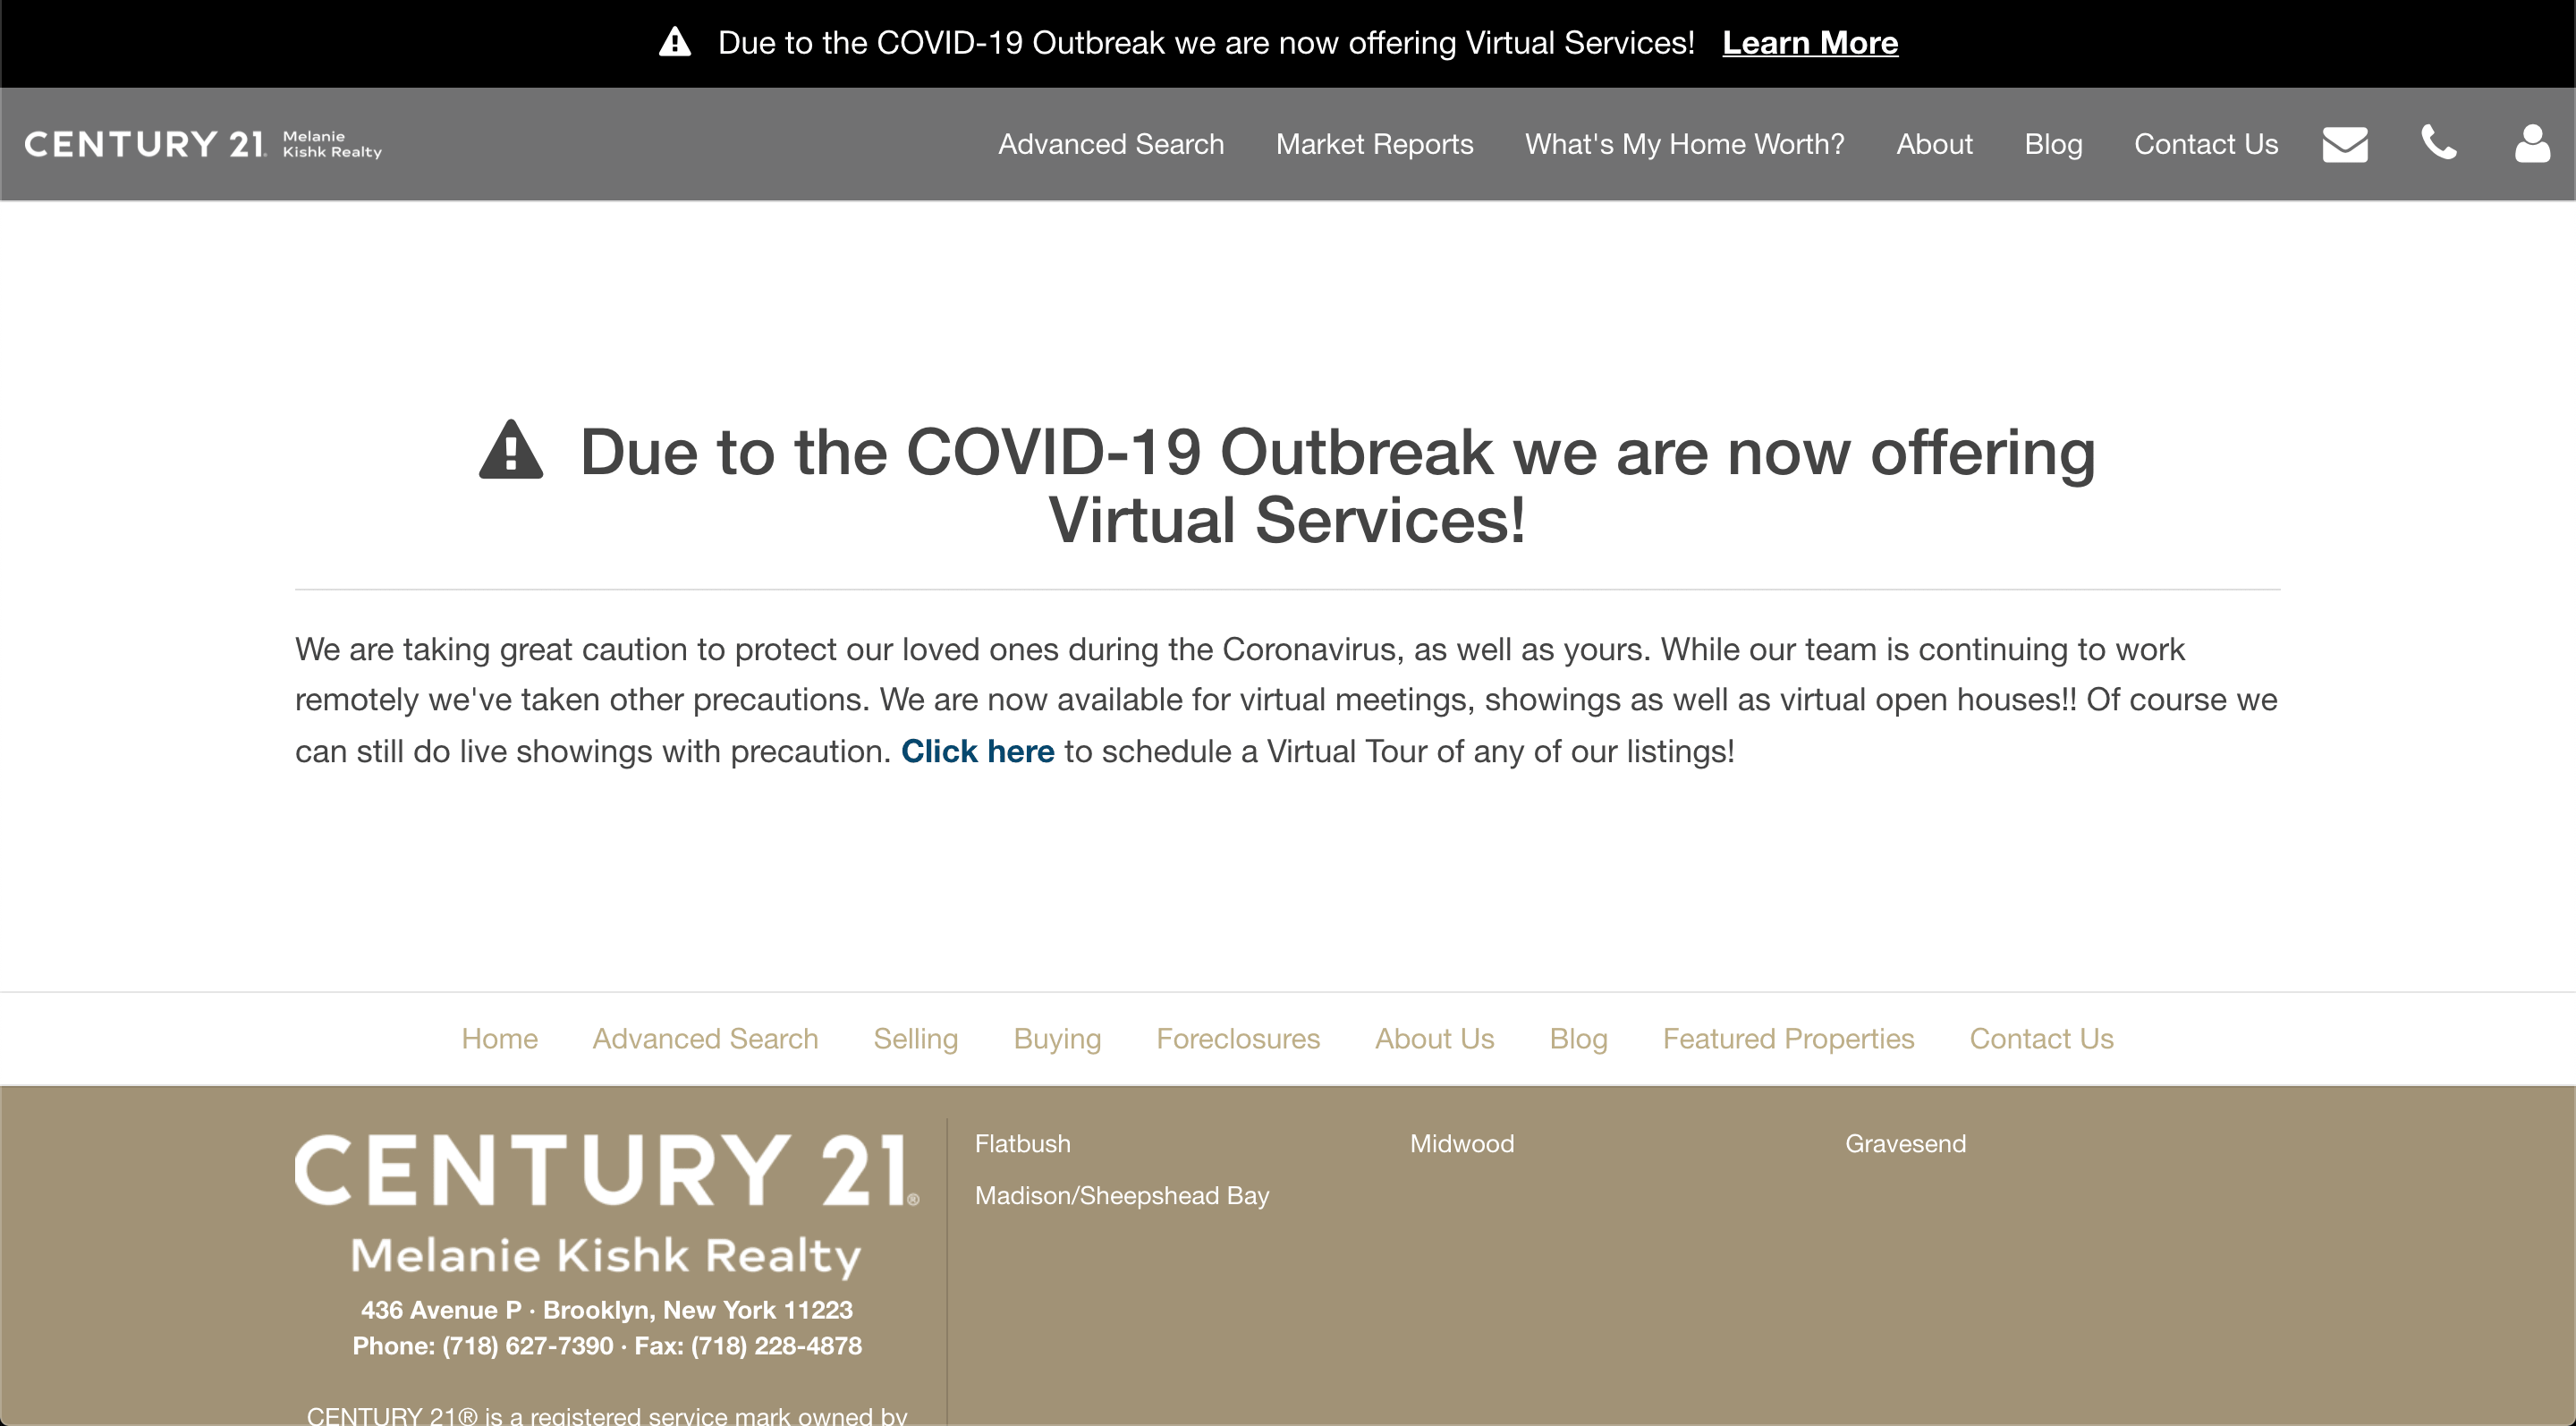 Due to the COVID-19 Outbreak we are now offering Virtual Services! Learn More
CENTURY 21. Melanie
Kishk Realty
Advanced Search Market Reports What's My Home Worth? About Blog Contact Us
Due to the COVID-19 Outbreak we are now offering
Virtual Services!
We are taking great caution to protect our loved ones during the Coronavirus, as well as yours. While our team is continuing to work
remotely we've taken other precautions. We are now available for virtual meetings, showings as well as virtual open houses!! Of course we
can still do live showings with precaution. Click here to schedule a Virtual Tour of any of our listings!
Home Advanced Search Selling Buying Foreclosures About Us Blog Featured Properties Contact Us
CENTURY 21®
Melanie Kishk Realty
436 Avenue P · Brooklyn, New York 11223
Phone: (718) 627-7390 · Fax: (718) 228-4878
CENTURY 21® is a registered service mark owned by
Flatbush Midwood Gravesend
Madison/Sheepshead Bay